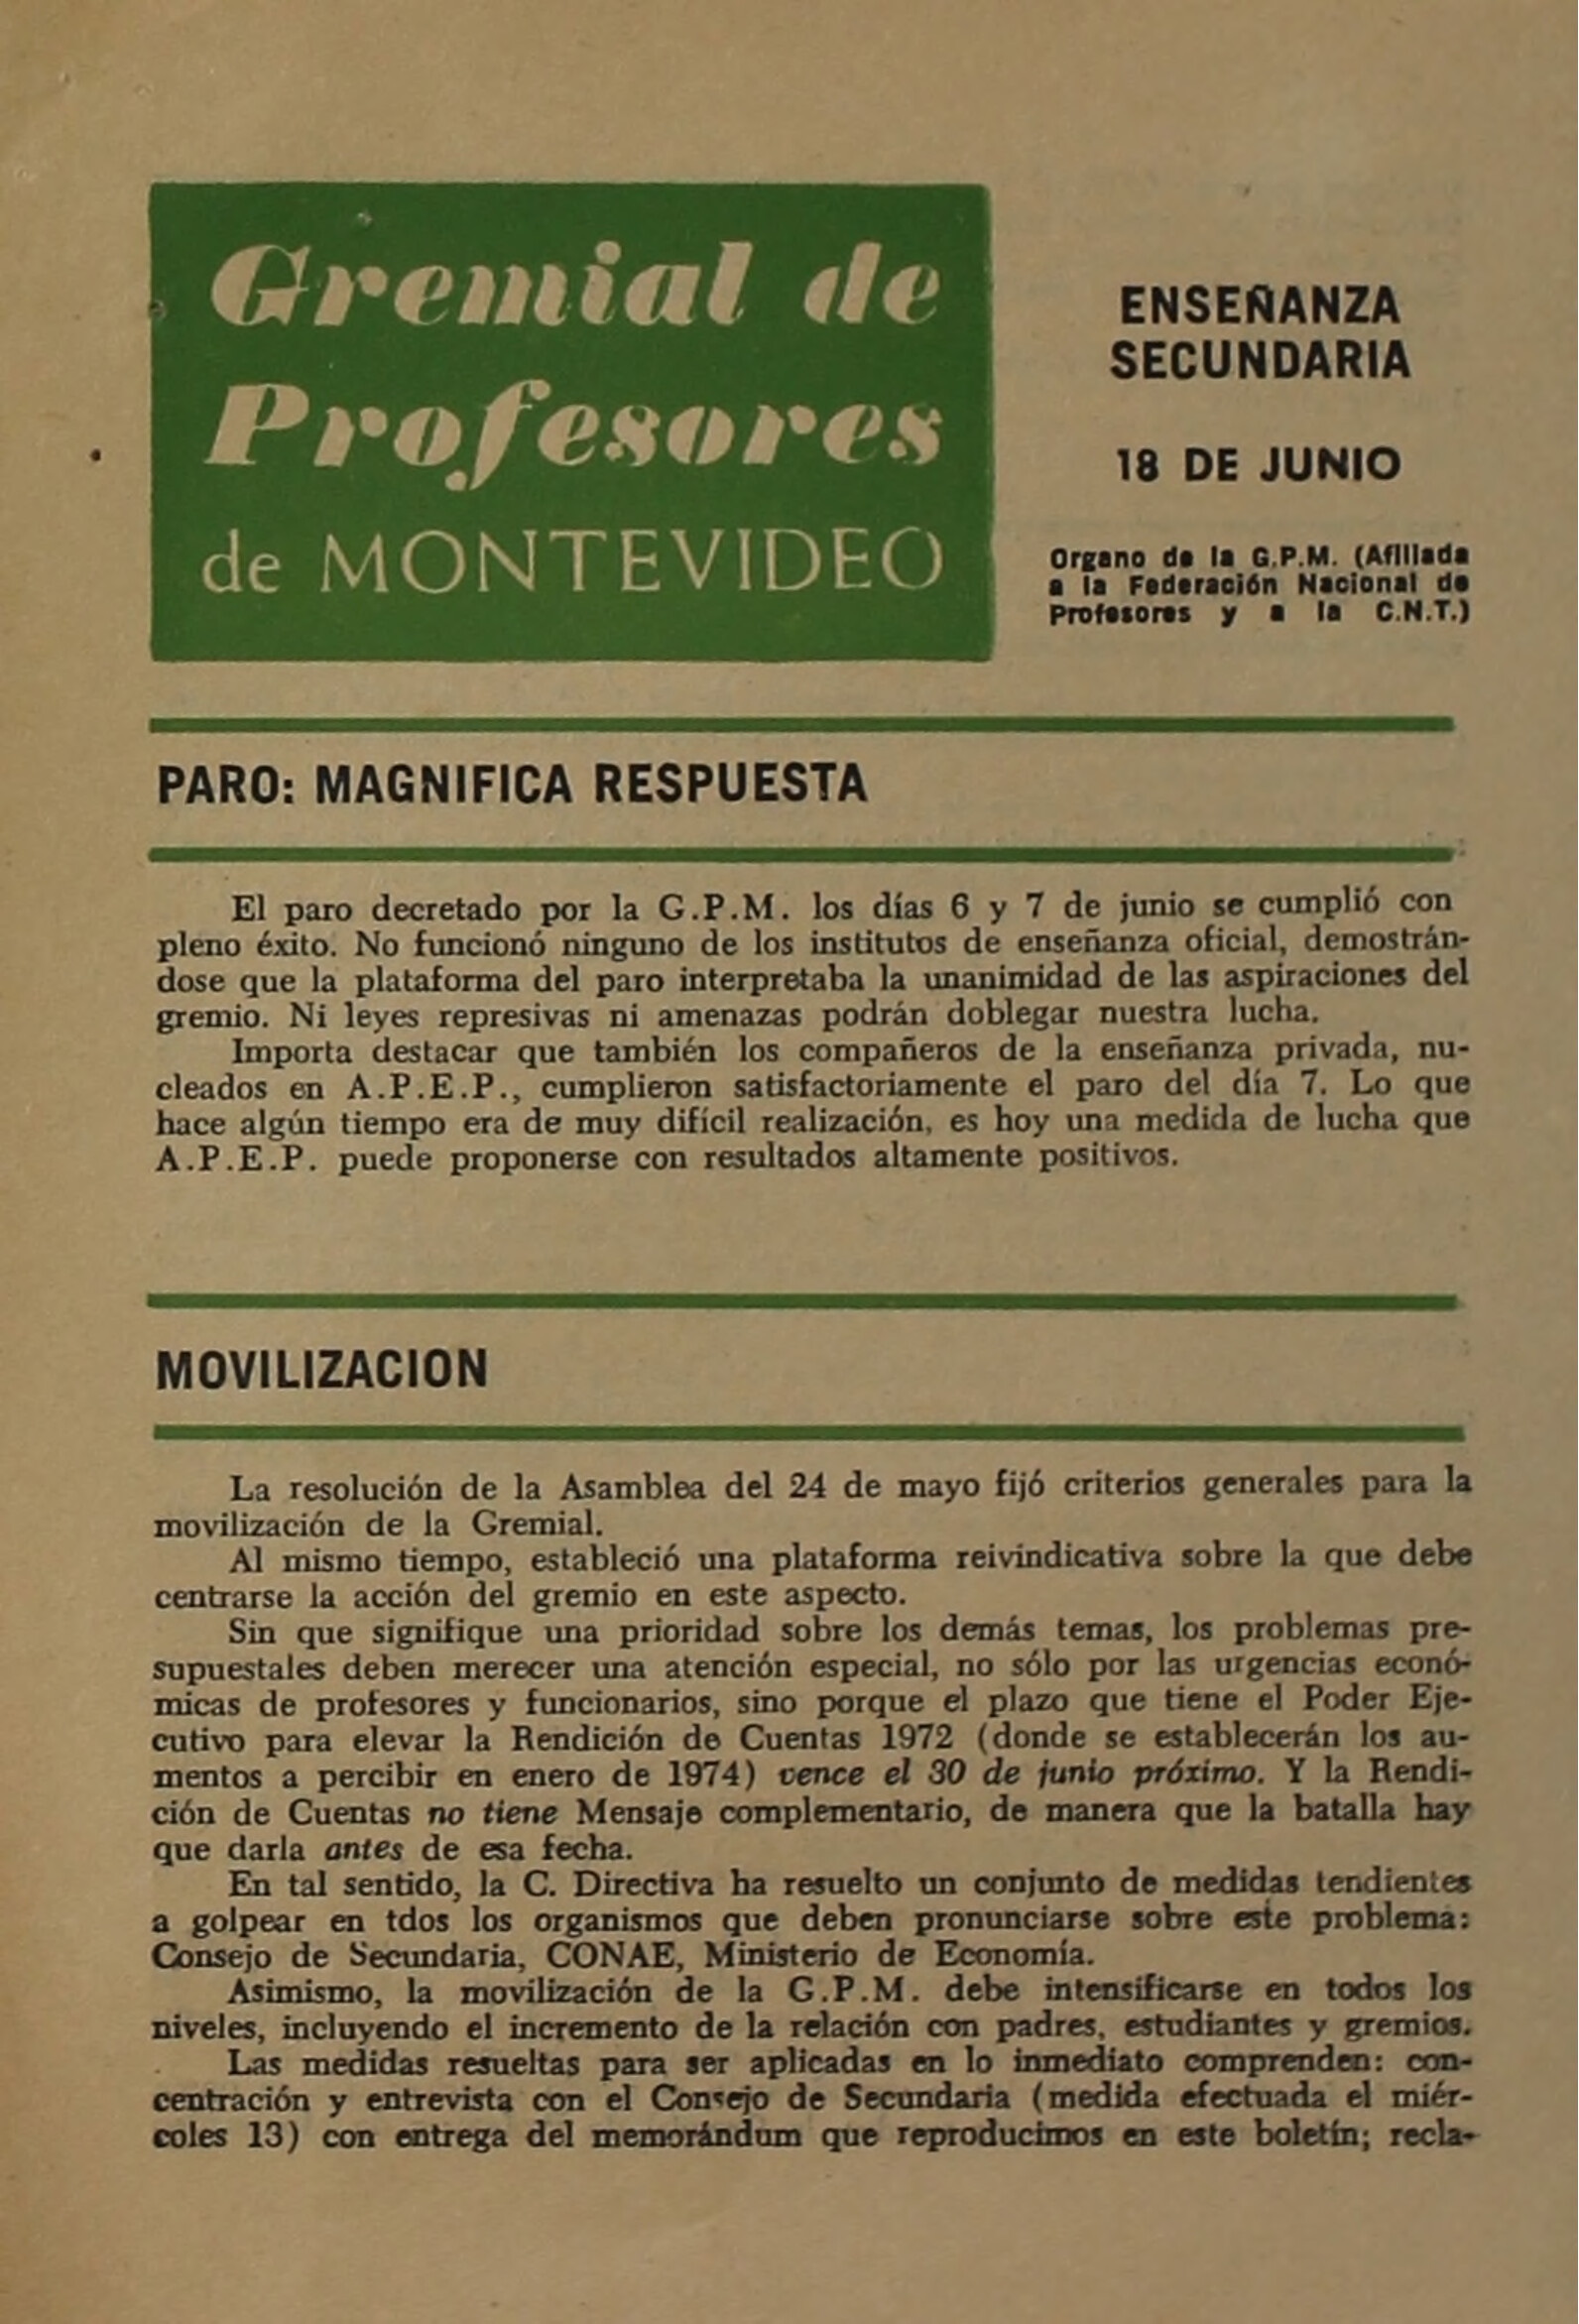 Gremial de
Profesores
de MONTEVIDEO
ENSEÑANZA
SECUNDARIA
18 DE JUNIO
Organo de la G.P.M. (Afiliada
a la Federación Nacional de
Profesores y a la C.N.T.)
PARO: MAGNIFICA RESPUESTA
El paro decretado por la G.P.M. los días 6 y 7 de junio se cumplió con
pleno éxito. No funcionó ninguno de los institutos de enseñanza oficial, demostrán-
dose que la plataforma del paro interpretaba la unanimidad de las aspiraciones del
gremio. Ni leyes represivas ni amenazas podrán doblegar nuestra lucha.
Importa destacar que también los compañeros de la enseñanza privada, nu-
cleados en A.P.E.P., cumplieron satisfactoriamente el paro del día 7. Lo que
hace algún tiempo era de muy difícil realización, es hoy una medida de lucha que
A.P.E.P. puede proponerse con resultados altamente positivos.
MOVILIZACION
La resolución de la Asamblea del 24 de mayo fijó criterios generales para la
movilización de la Gremial.
Al mismo tiempo, estableció una plataforma reivindicativa sobre la que debe
centrarse la acción del gremio en este aspecto.
Sin que signifique una prioridad sobre los demás temas, los problemas pre-
supuestales deben merecer una atención especial, no sólo por las urgencias econó-
micas de profesores y funcionarios, sino porque el plazo que tiene el Poder Eje-
cutivo para elevar la Rendición de Cuentas 1972 (donde se establecerán los au-
mentos a percibir en enero de 1974) vence el 30 de junio próximo. Y la Rendi-
ción de Cuentas no tiene Mensaje complementario, de manera que la batalla hay
que darla antes de esa fecha.
En tal sentido, la C. Directiva ha resuelto un conjunto de medidas tendientes
a golpear en tdos los organismos que deben pronunciarse sobre este problema:
Consejo de Secundaria, CONAE, Ministerio de Economía.
Asimismo, la movilización de la G.P.M. debe intensificarse en todos los
niveles, incluyendo el incremento de la relación con padres, estudiantes y gremios.
Las medidas resueltas para ser aplicadas en lo inmediato comprenden: con-
centración y entrevista con el Consejo de Secundaria (medida efectuada el miér-
coles 13) con entrega del memorándum que reproducimos en este boletín; recla-